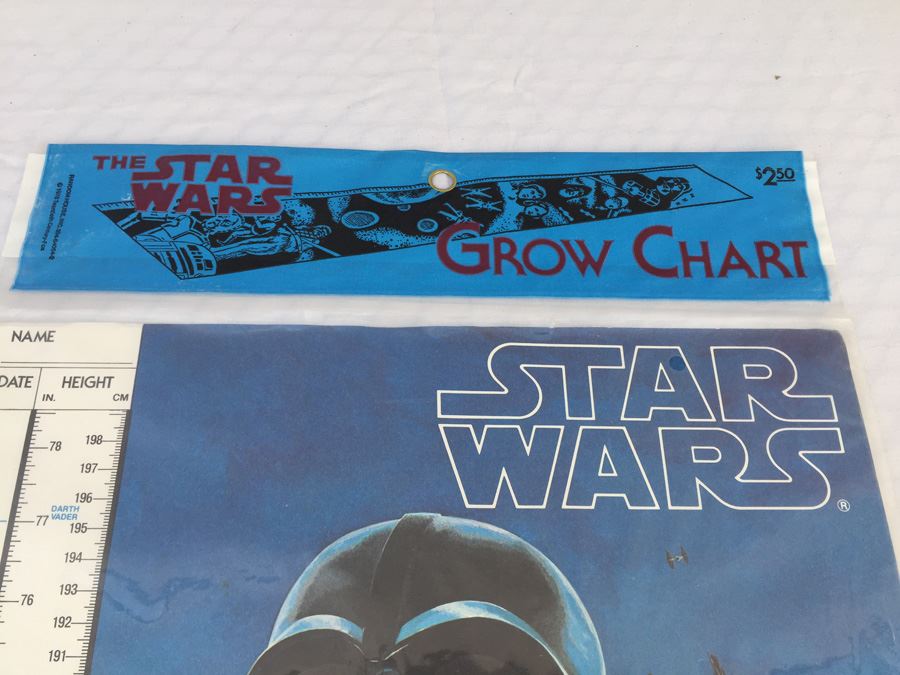 THE STAR
WARS
$2.50
GROW CHART
NAME
DATE HEIGHT
IN. CM
STAR
WARS
®
198
78
197
196
DARTH
VADER
77
195
194
193
76
192
191